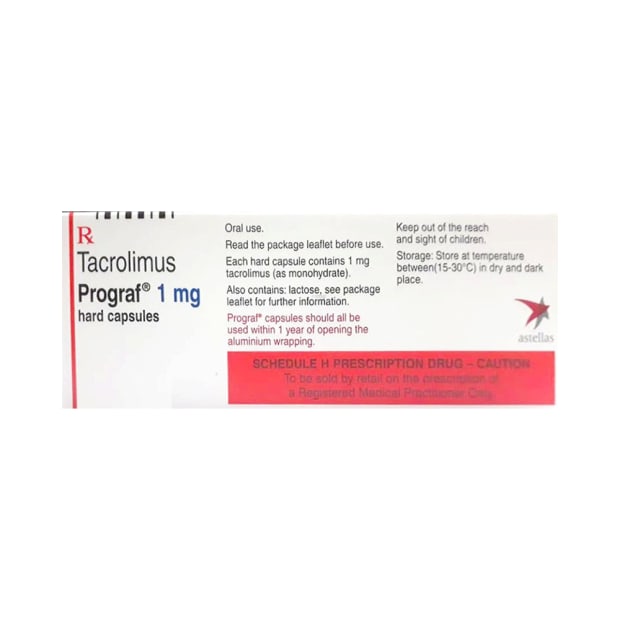 Rx
Tacrolimus
Prograf® 1 mg
hard capsules
Oral use.
Read the package leaflet before use.
Each hard capsule contains 1 mg
tacrolimus (as monohydrate).
Also contains: lactose, see package
leaflet for further information.
Prograf® capsules should all be
used within 1 year of opening the
aluminium wrapping.
Keep out of the reach
and sight of children.
Storage: Store at temperature
between(15-30°C) in dry and dark
place.
astellas
SCHEDULE H PRESCRIPTION DRUG – CAUTION
To be sold by retail on the prescription of
a Registered Medical Practitioner Only.